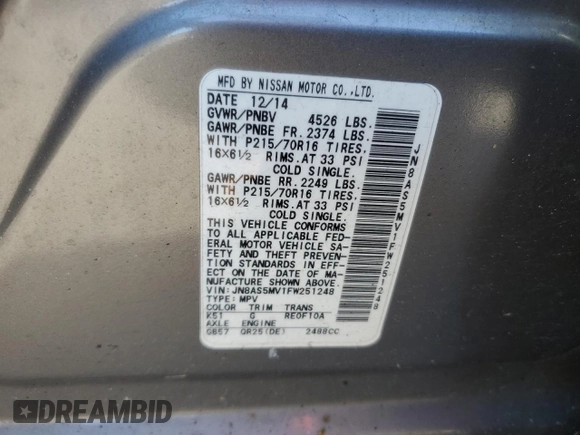 MFD BY NISSAN MOTOR CO.,LTD.
DATE 12/14
GVWR/PNBV 4526 LBS.
GAWR/PNBE FR. 2374 LBS.
WITH P215/70R16 TIRES.
16X6½ RIMS.AT 33 PSI
COLD SINGLE.
GAWR/PNBE RR. 2249 LBS.
WITH P215/70R16 TIRES.
16X6½ RIMS.AT 33 PSI
COLD SINGLE.
THIS VEHICLE CONFORMS
TO ALL APPLICABLE FED-
ERAL MOTOR VEHICLE SA-
FETY AND THEFT PREVEN-
TION STANDARDS IN EFF-
ECT ON THE DATE OF MA-
NUFACTURE SHOWN ABOVE.
VIN: JN8AS5MV1FW251248
TYPE: MPV
COLOR TRIM TRANS
K51 G RE0F10A
AXLE ENGINE
GB57 QR25(DE) 2488CC
JN8AS5MV1FW251248
DREAMBID